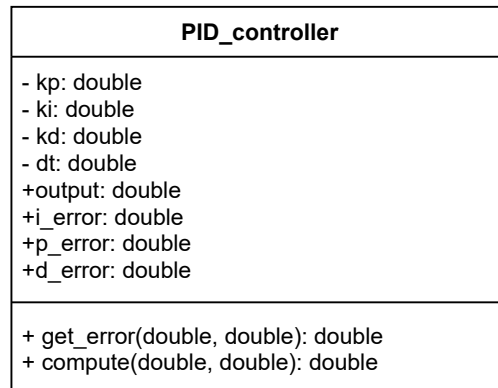 PID_controller
- kp: double
- ki: double
- kd: double
- dt: double
+output: double
+i_error: double
+p_error: double
+d_error: double
+ get_error(double, double): double
+ compute(double, double): double